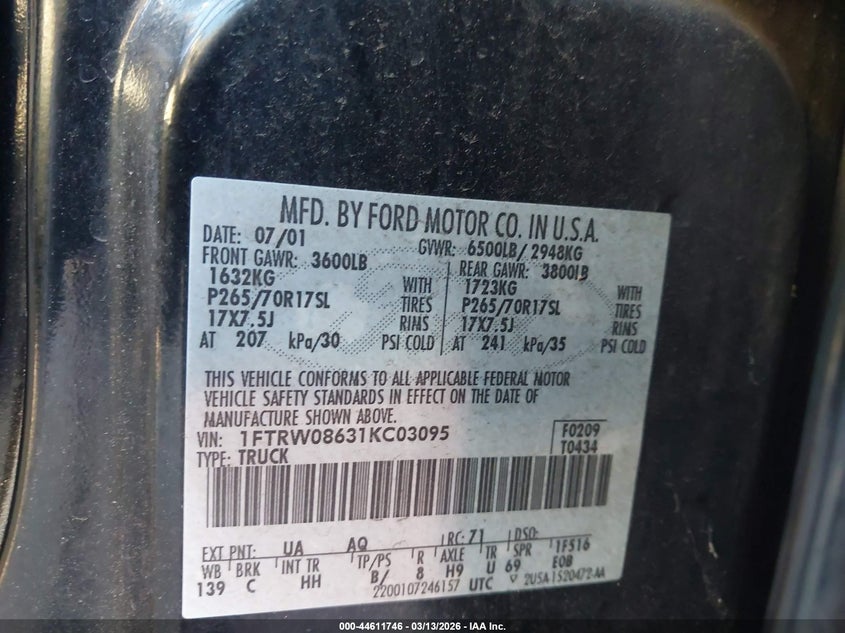 MFD. BY FORD MOTOR CO. IN U.S.A.
DATE: 07/01 GVWR: 6500LB/ 2948KG
FRONT GAWR: 3600LB REAR GAWR: 3800LB
1632KG WITH 1723KG WITH
P265/70R17SL TIRES P265/70R17SL TIRES
17X7.5J RIMS 17X7.5J RIMS
AT 207 kPa/30 PSI COLD AT 241 kPa/35 PSI COLD
THIS VEHICLE CONFORMS TO ALL APPLICABLE FEDERAL MOTOR
VEHICLE SAFETY STANDARDS IN EFFECT ON THE DATE OF
MANUFACTURE SHOWN ABOVE.
VIN: 1FTRW08631KC03095 F0209
TYPE: TRUCK T0434
EXT PNT: UA AQ RC: 71 DSO:
WB BRK INT TR TP/PS R AXLE TR SPR 1F516
139 C HH B/ 8 H9 U 69 EOB
2200107246157 UTC 2U5A 1520472 AA
000-44611746 - 03/13/2026 - IAA Inc.